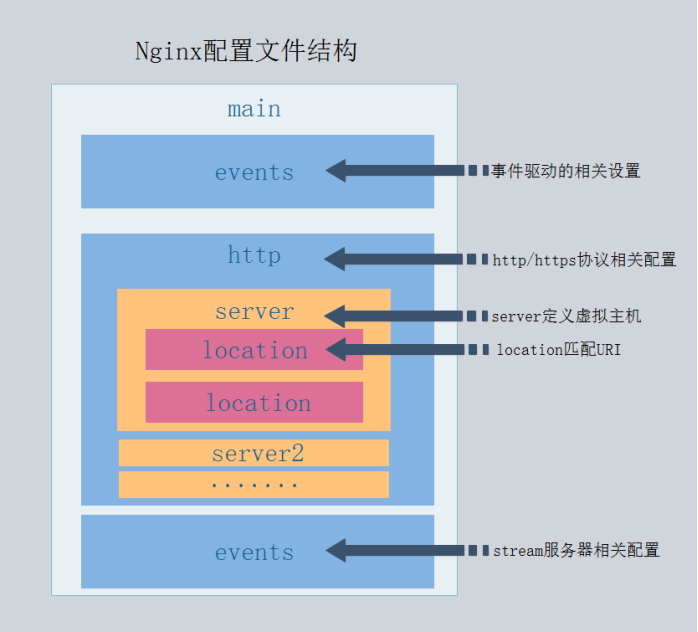 Nginx配置文件结构
main
events
事件驱动的相关设置
http
http/https协议相关配置
server
server定义虚拟主机
location
location匹配URI
location
server2
.......
events
stream服务器相关配置